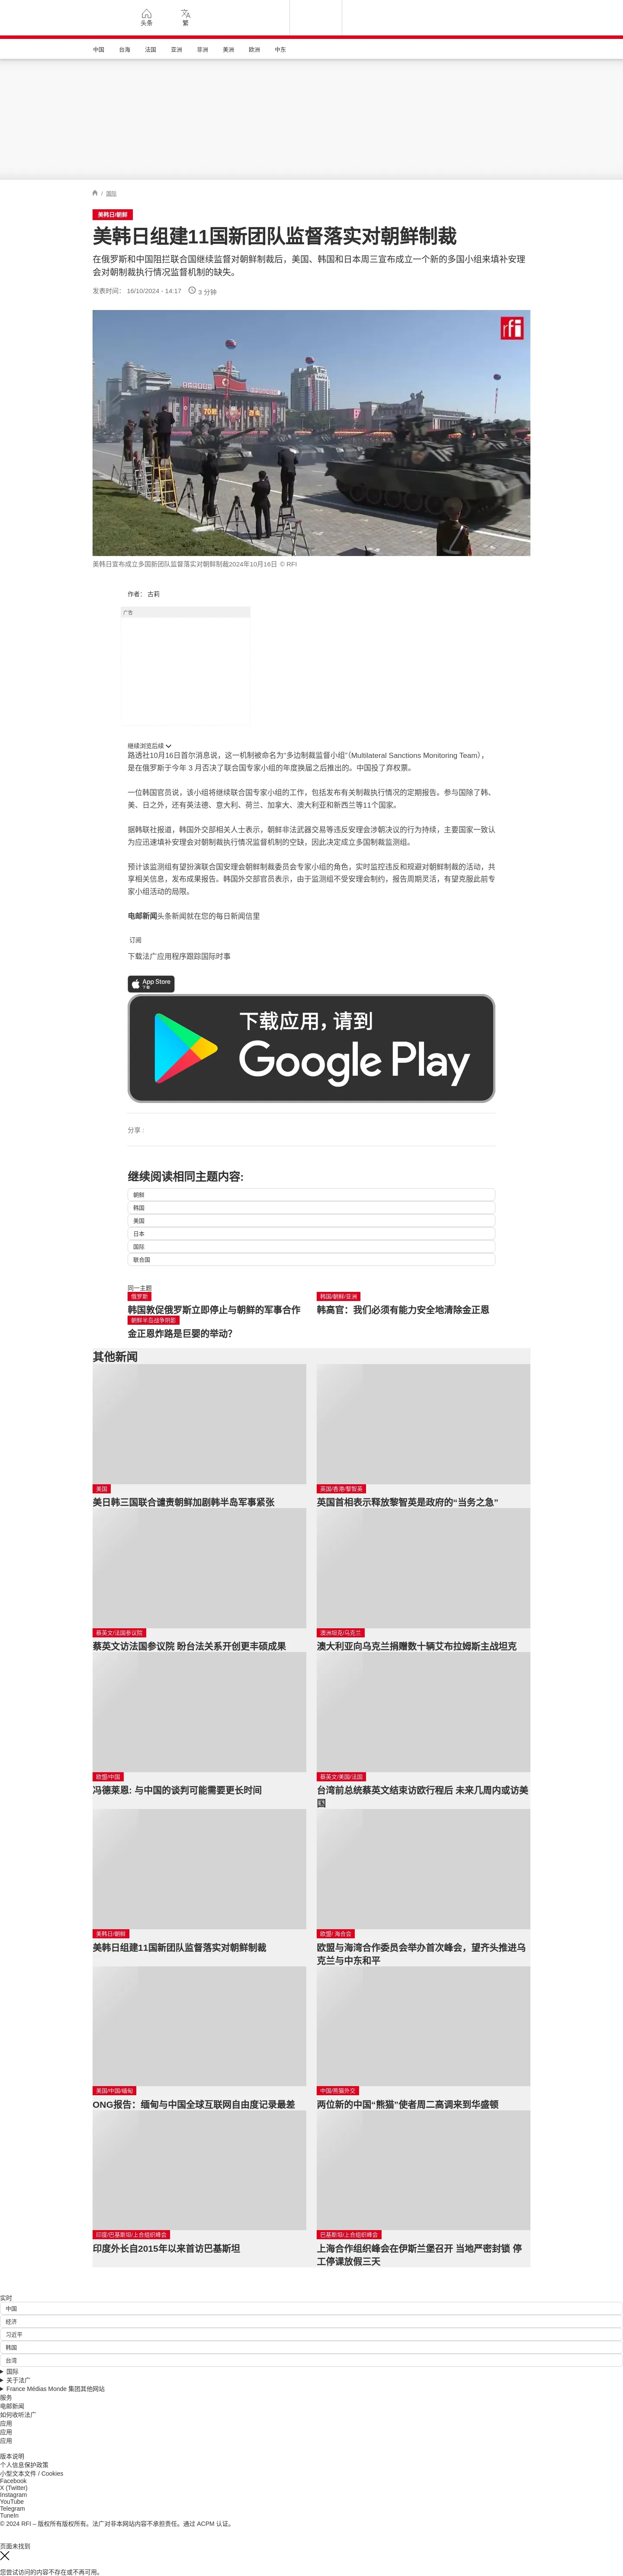 头条
繁
中国
台海
法国
亚洲
非洲
美洲
欧洲
中东
/ 国际
美韩日/朝鲜
美韩日组建11国新团队监督落实对朝鲜制裁
在俄罗斯和中国阻拦联合国继续监督对朝鲜制裁后，美国、韩国和日本周三宣布成立一个新的多国小组来填补安理
会对朝制裁执行情况监督机制的缺失。
发表时间： 16/10/2024 - 14:17
3 分钟
rfi
美韩日宣布成立多国新团队监督落实对朝鲜制裁2024年10月16日 © RFI
作者： 古莉
广告
继续浏览后续
路透社10月16日首尔消息说，这一机制被命名为“多边制裁监督小组”（Multilateral Sanctions Monitoring Team），
是在俄罗斯于今年 3 月否决了联合国专家小组的年度换届之后推出的。中国投了弃权票。
一位韩国官员说，该小组将继续联合国专家小组的工作，包括发布有关制裁执行情况的定期报告。参与国除了韩、
美、日之外，还有英法德、意大利、荷兰、加拿大、澳大利亚和新西兰等11个国家。
据韩联社报道，韩国外交部相关人士表示，朝鲜非法武器交易等违反安理会涉朝决议的行为持续，主要国家一致认
为应迅速填补安理会对朝制裁执行情况监督机制的空缺，因此决定成立多国制裁监测组。
预计该监测组有望扮演联合国安理会朝鲜制裁委员会专家小组的角色，实时监控违反和规避对朝鲜制裁的活动，共
享相关信息，发布成果报告。韩国外交部官员表示，由于监测组不受安理会制约，报告周期灵活，有望克服此前专
家小组活动的局限。
电邮新闻头条新闻就在您的每日新闻信里
订阅
下载法广应用程序跟踪国际时事
App Store
下载
下载应用，请到
Google Play
分享 :
继续阅读相同主题内容:
朝鲜
韩国
美国
日本
国际
联合国
同一主题
俄罗斯
韩国敦促俄罗斯立即停止与朝鲜的军事合作
韩国/朝鲜/亚洲
韩高官：我们必须有能力安全地清除金正恩
朝鲜半岛战争阴影
金正恩炸路是巨婴的举动？
其他新闻
美国
美日韩三国联合谴责朝鲜加剧韩半岛军事紧张
英国/香港/黎智英
英国首相表示释放黎智英是政府的“当务之急”
蔡英文/法国参议院
蔡英文访法国参议院 盼台法关系开创更丰硕成果
澳洲坦克/乌克兰
澳大利亚向乌克兰捐赠数十辆艾布拉姆斯主战坦克
欧盟/中国
冯德莱恩: 与中国的谈判可能需要更长时间
蔡英文/美国/法国
台湾前总统蔡英文结束访欧行程后 未来几周内或访美
国
美韩日/朝鲜
美韩日组建11国新团队监督落实对朝鲜制裁
欧盟/ 海合会
欧盟与海湾合作委员会举办首次峰会，望齐头推进乌
克兰与中东和平
美国/中国/缅甸
ONG报告：缅甸与中国全球互联网自由度记录最差
中国/熊猫外交
两位新的中国“熊猫”使者周二高调来到华盛顿
印度/巴基斯坦/上合组织峰会
印度外长自2015年以来首访巴基斯坦
巴基斯坦/上合组织峰会
上海合作组织峰会在伊斯兰堡召开 当地严密封锁 停
工停课放假三天
实时
中国
经济
习近平
韩国
台湾
国际
关于法广
France Médias Monde 集团其他网站
服务
电邮新闻
如何收听法广
应用
应用
应用
版本说明
个人信息保护政策
小型文本文件 / Cookies
Facebook
X (Twitter)
Instagram
YouTube
Telegram
TuneIn
© 2024 RFI – 版权所有版权所有。法广对非本网站内容不承担责任。通过 ACPM 认证。
页面未找到
您尝试访问的内容不存在或不再可用。